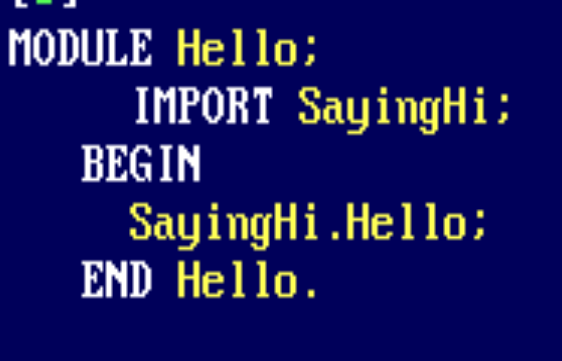 MODULE Hello;
IMPORT SayingHi;
BEGIN
SayingHi.Hello;
END Hello.